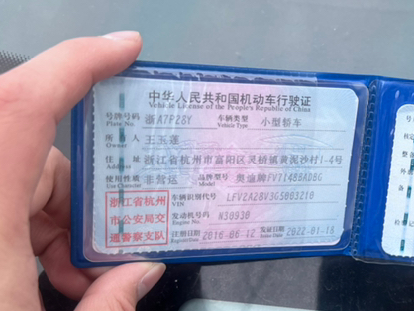 中华人民共和国机动车行驶证
Vehicle License of the People's Republic of China
号牌号码 浙A7P28Y 车辆类型 小型轿车
Plate No. Vehicle Type
所有人 王玉莲
Owner
住址 浙江省杭州市富阳区灵桥镇黄泥沙村1-4号
Address
使用性质 非营运 品牌型号 奥迪牌FV7148BADBG
Use Character Model
浙江省杭州
市公安局交
通警察支队
车辆识别代号 LFV2A28V3G5003210
VIN
发动机号码 N30930
Engine No.
注册日期 2016-06-12 发证日期 2022-01-16
Register Date Issue Date